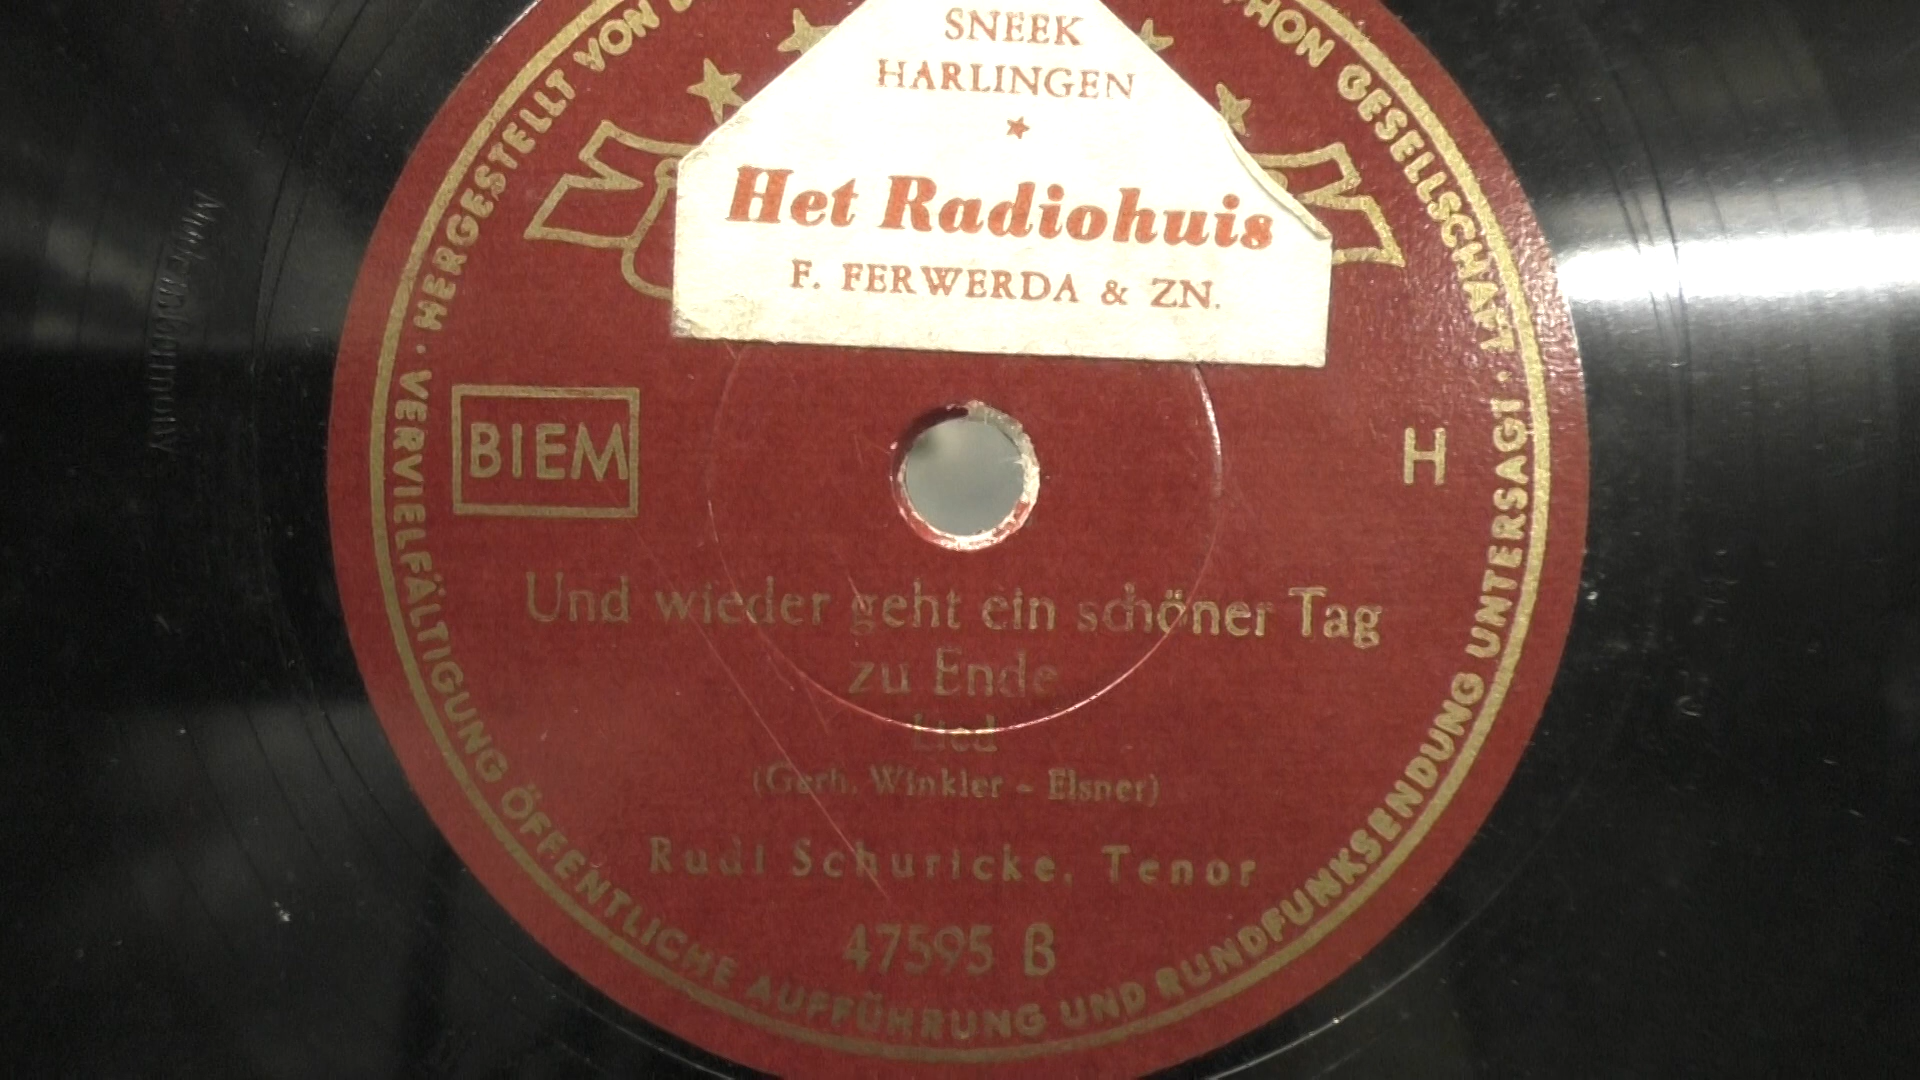 SNEEK
HARLINGEN
Het Radiohuis
F. FERWERDA & ZN.
HERGESTELLT VON
PHON GESELLSCHAFT
BIEM
H
Und wieder geht ein schöner Tag
zu Ende
Lied
(Gerh. Winkler - Elsner)
Rudi Schuricke, Tenor
47595 B
VERVIELFÄLTIGUNG ÖFFENTLICHE AUFFÜHRUNG UND RUNDFUNKSENDUNG UNTERSAGT